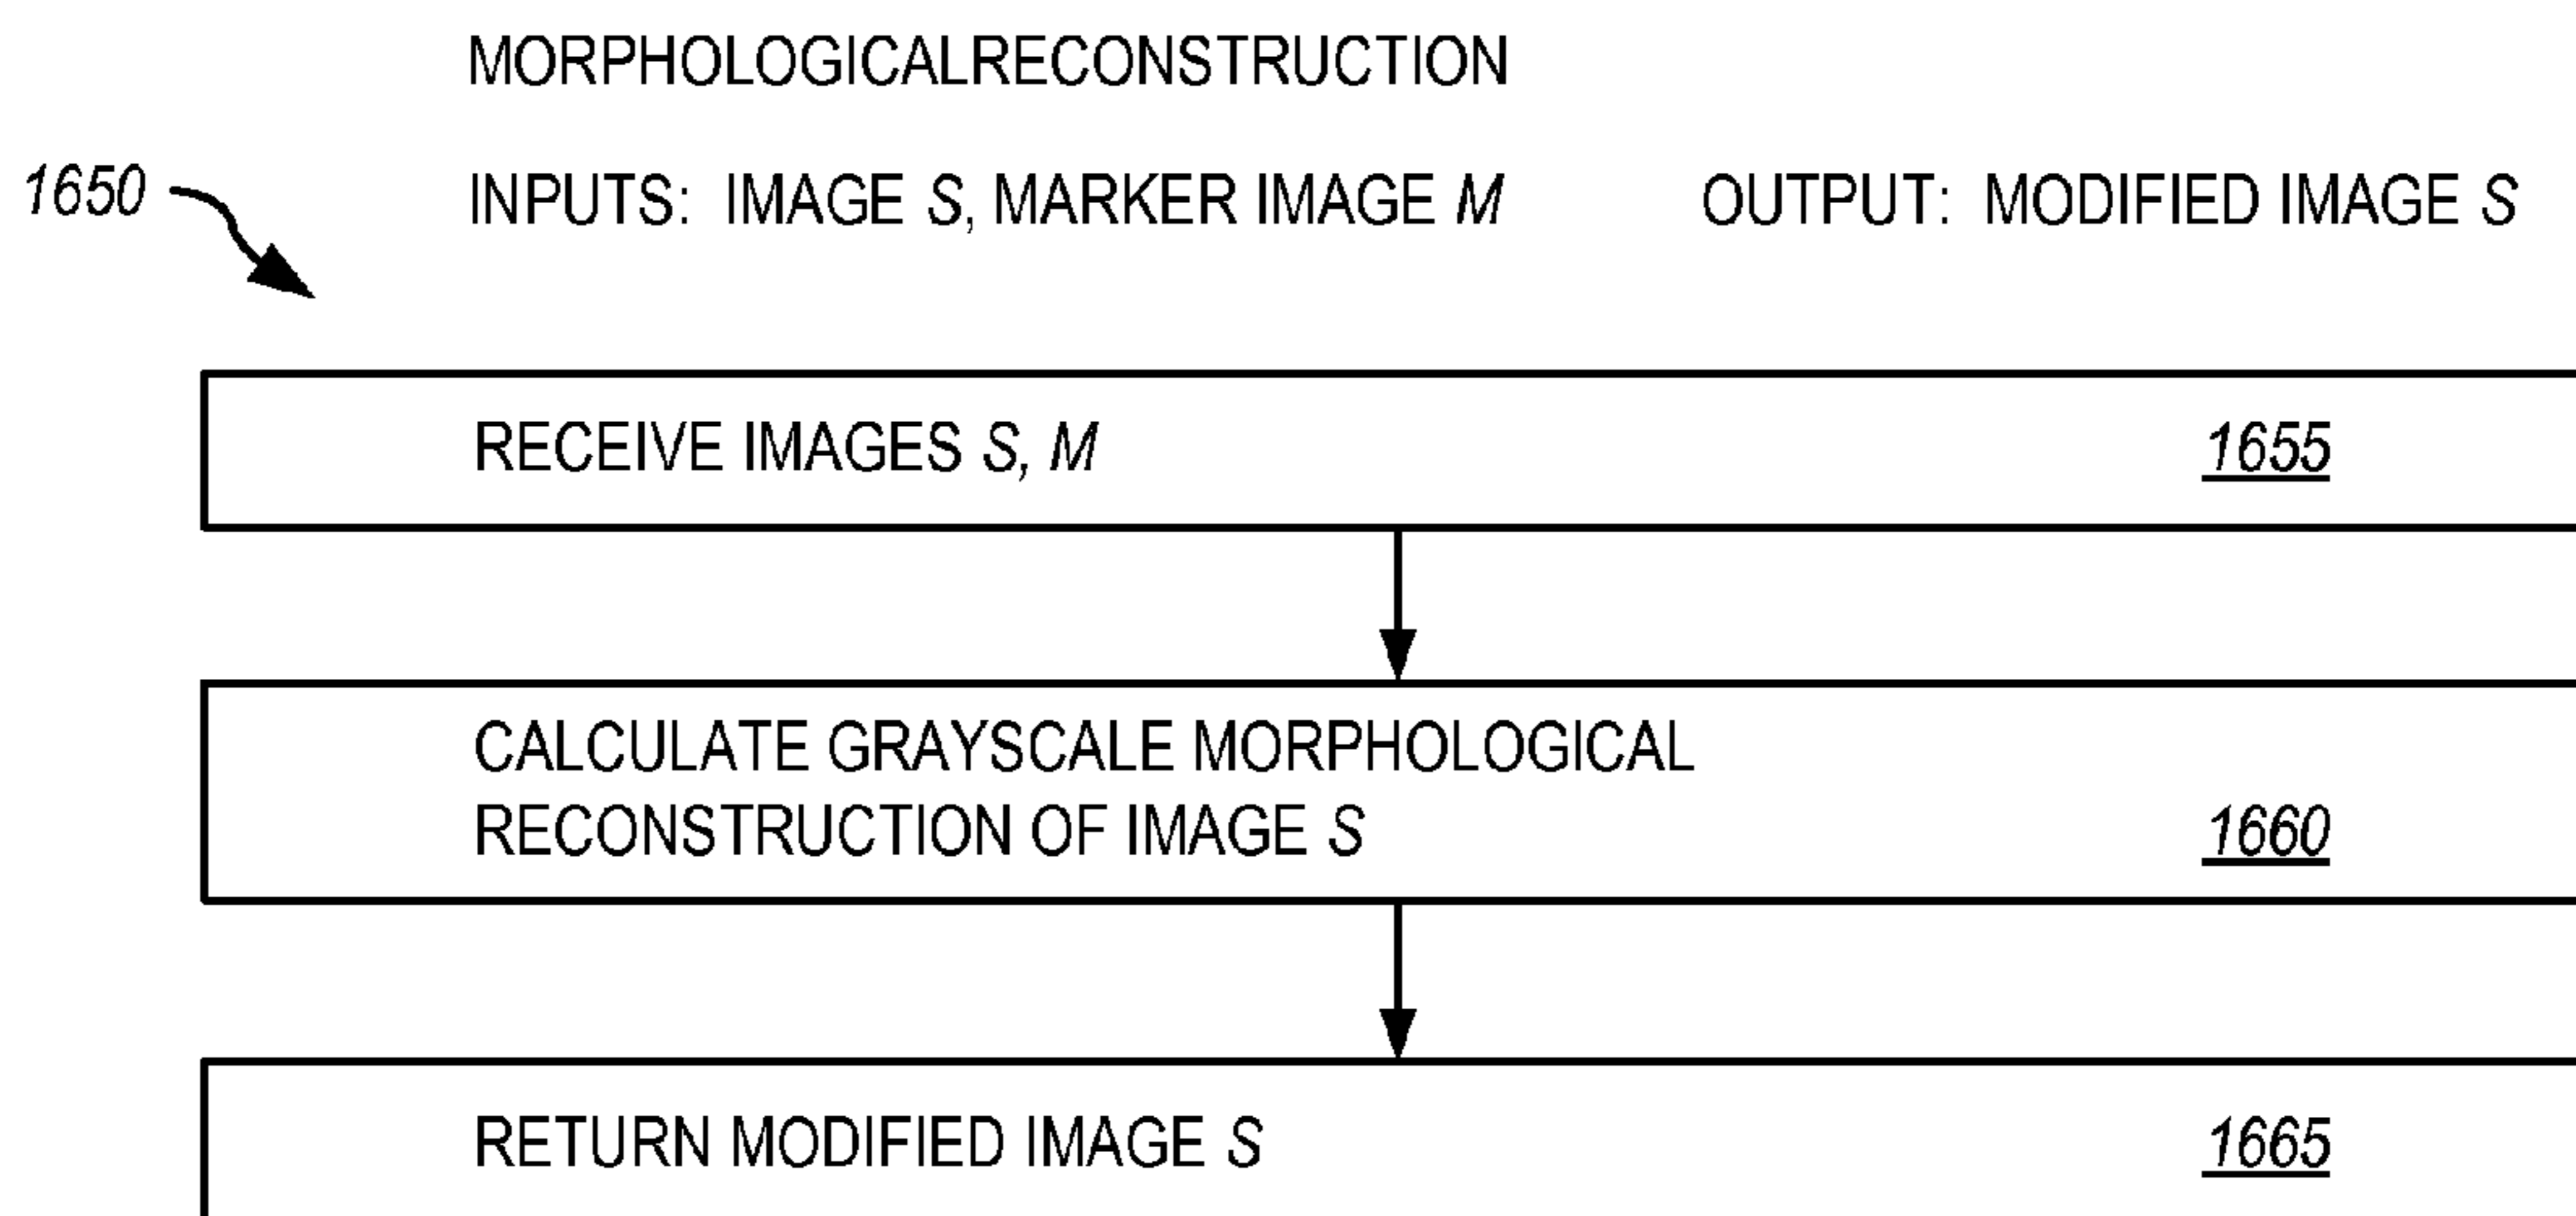 MORPHOLOGICALRECONSTRUCTION
1650
INPUTS: IMAGE S, MARKER IMAGE M OUTPUT: MODIFIED IMAGE S
RECEIVE IMAGES S, M 1655
CALCULATE GRAYSCALE MORPHOLOGICAL
RECONSTRUCTION OF IMAGE S 1660
RETURN MODIFIED IMAGE S 1665